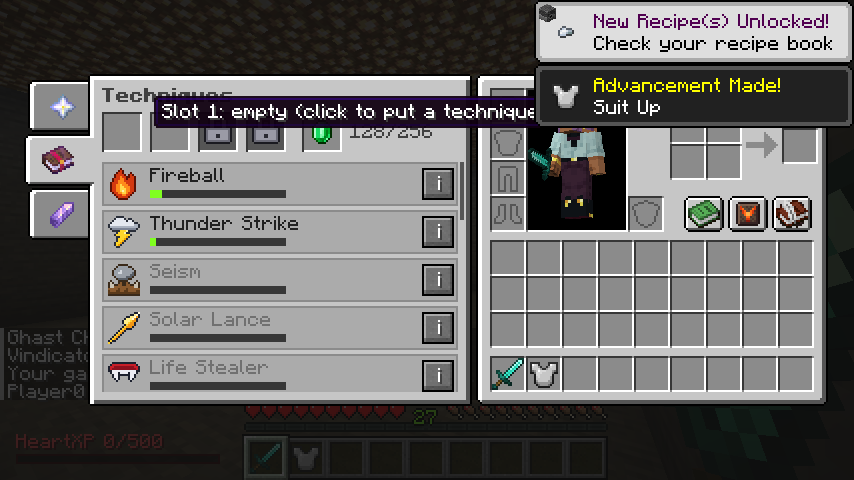 New Recipe(s) Unlocked!
Check your recipe book
Advancement Made!
Suit Up
Techniques
Slot 1: empty (click to put a technique
128/256
Fireball
i
Thunder Strike
i
Seism
i
Solar Lance
i
Life Stealer
i
Ghast Ch
Vindicato
Your ga
Player0
27
HeartXP 0/500